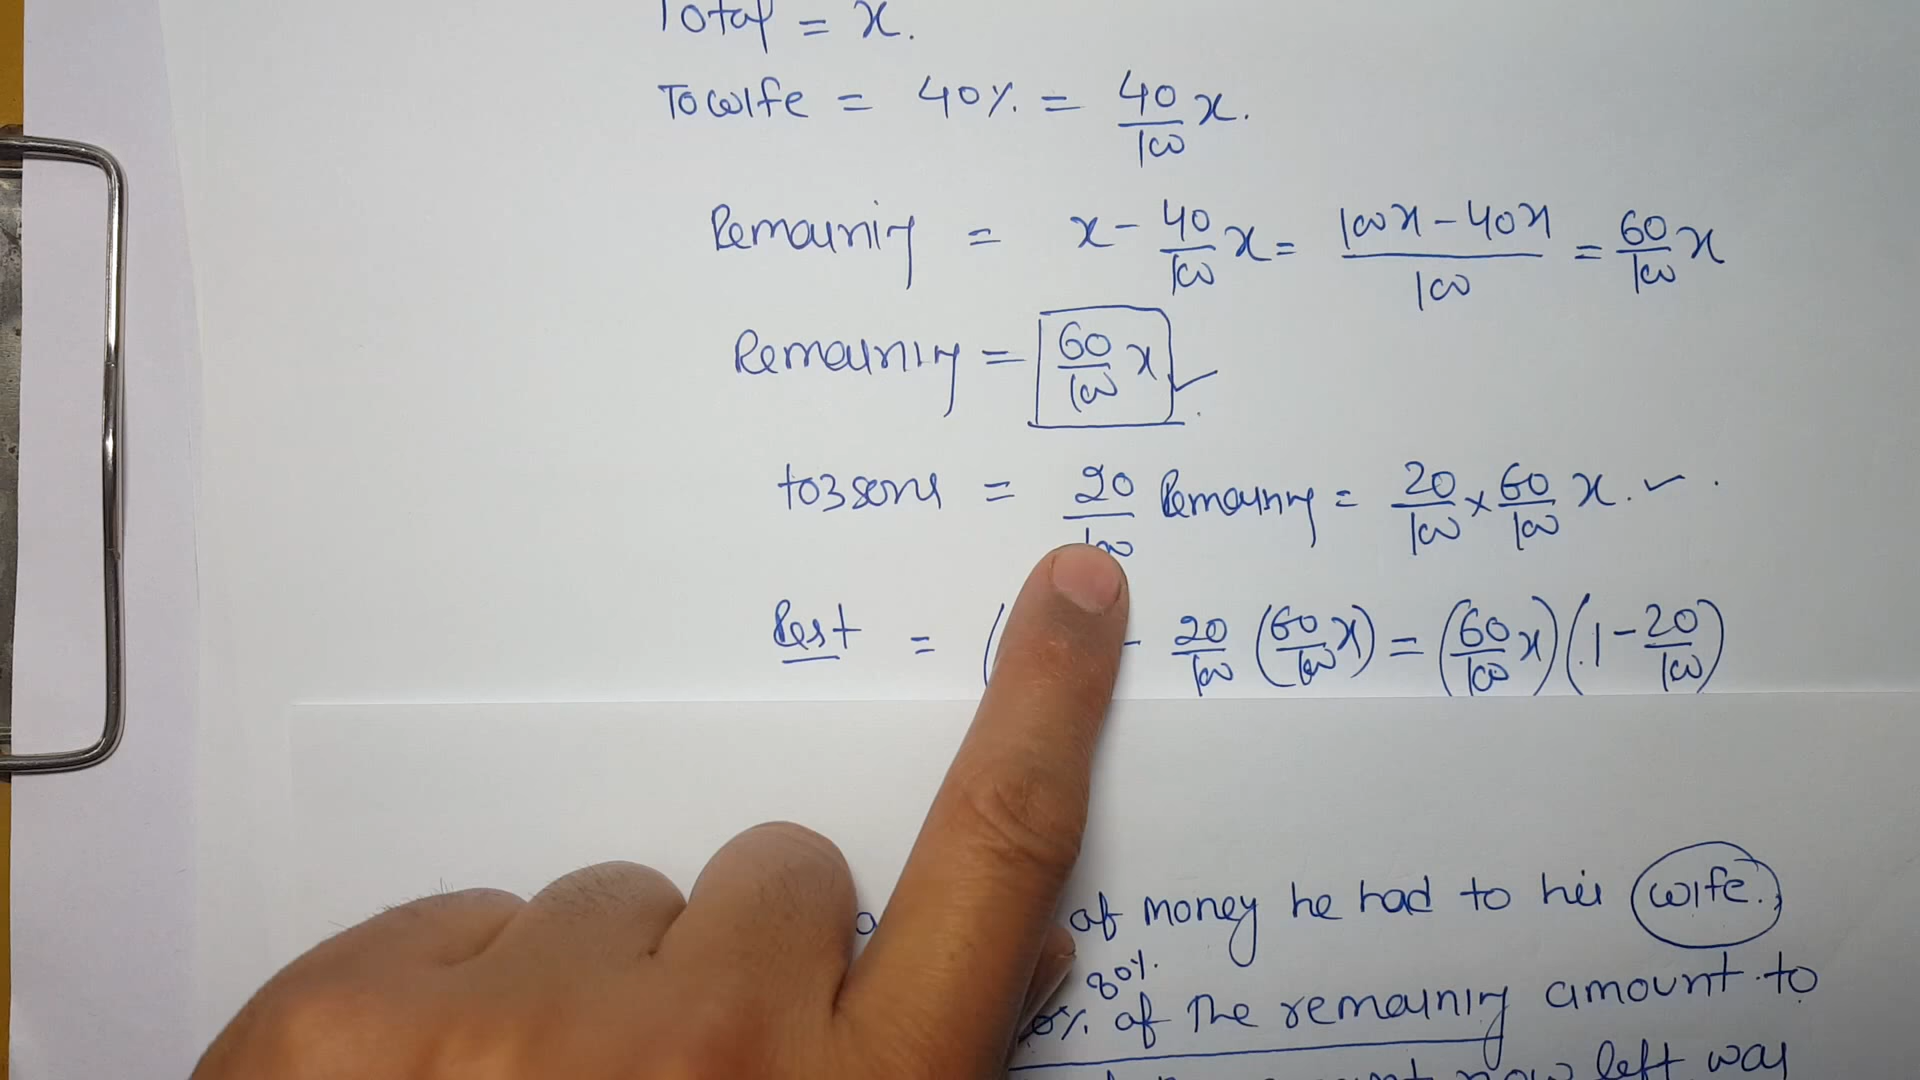 Total = x.
To wife = 40% = 40/100 x.
Remaining = x - 40/100 x = 100x - 40x / 100 = 60/100 x
Remaining = 60/100 x ✓
to 3 sons = 20/100 Remaining = 20/100 × 60/100 x. ✓
Rest = ( - 20/100 (60/100 x) = (60/100 x)(1 - 20/100)
of money he had to his wife.
80%
% of the remaining amount to
now left was